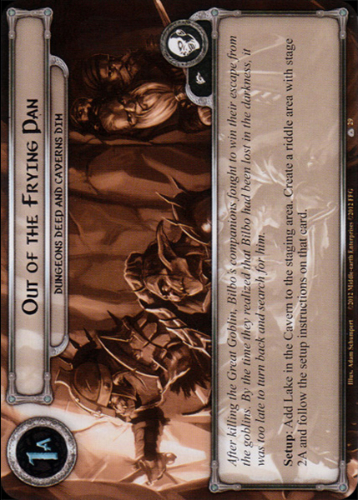 1A
Out of the Frying Pan
Dungeons Deep and Caverns Dim
After killing the Great Goblin, Bilbo's companions fought to win their escape from
the goblins. By the time they realized that Bilbo had been lost in the darkness, it
was too late to turn back and search for him.
Setup: Add Lake in the Cavern to the staging area. Create a riddle area with stage
2A and follow the setup instructions on that card.
Illus. Adam Schumpert ©2012 Middle-earth Enterprises ©2012 FFG 29